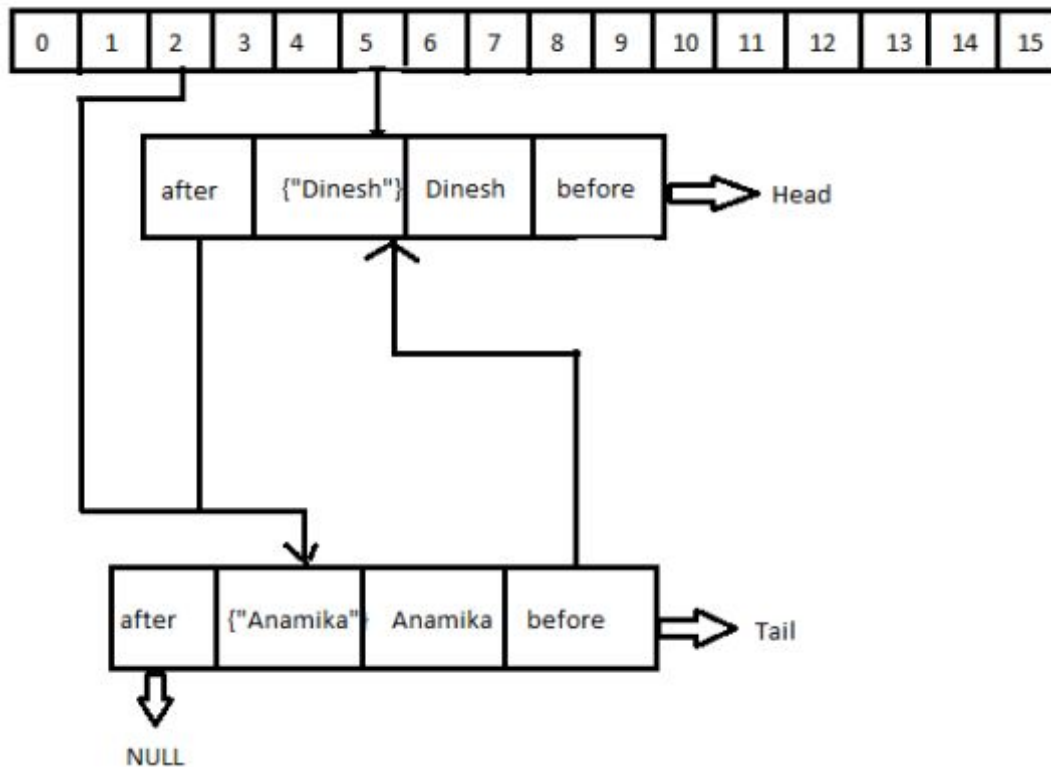 0 1 2 3 4 5 6 7 8 9 10 11 12 13 14 15
after {"Dinesh"} Dinesh before Head
after {"Anamika"} Anamika before Tail
NULL